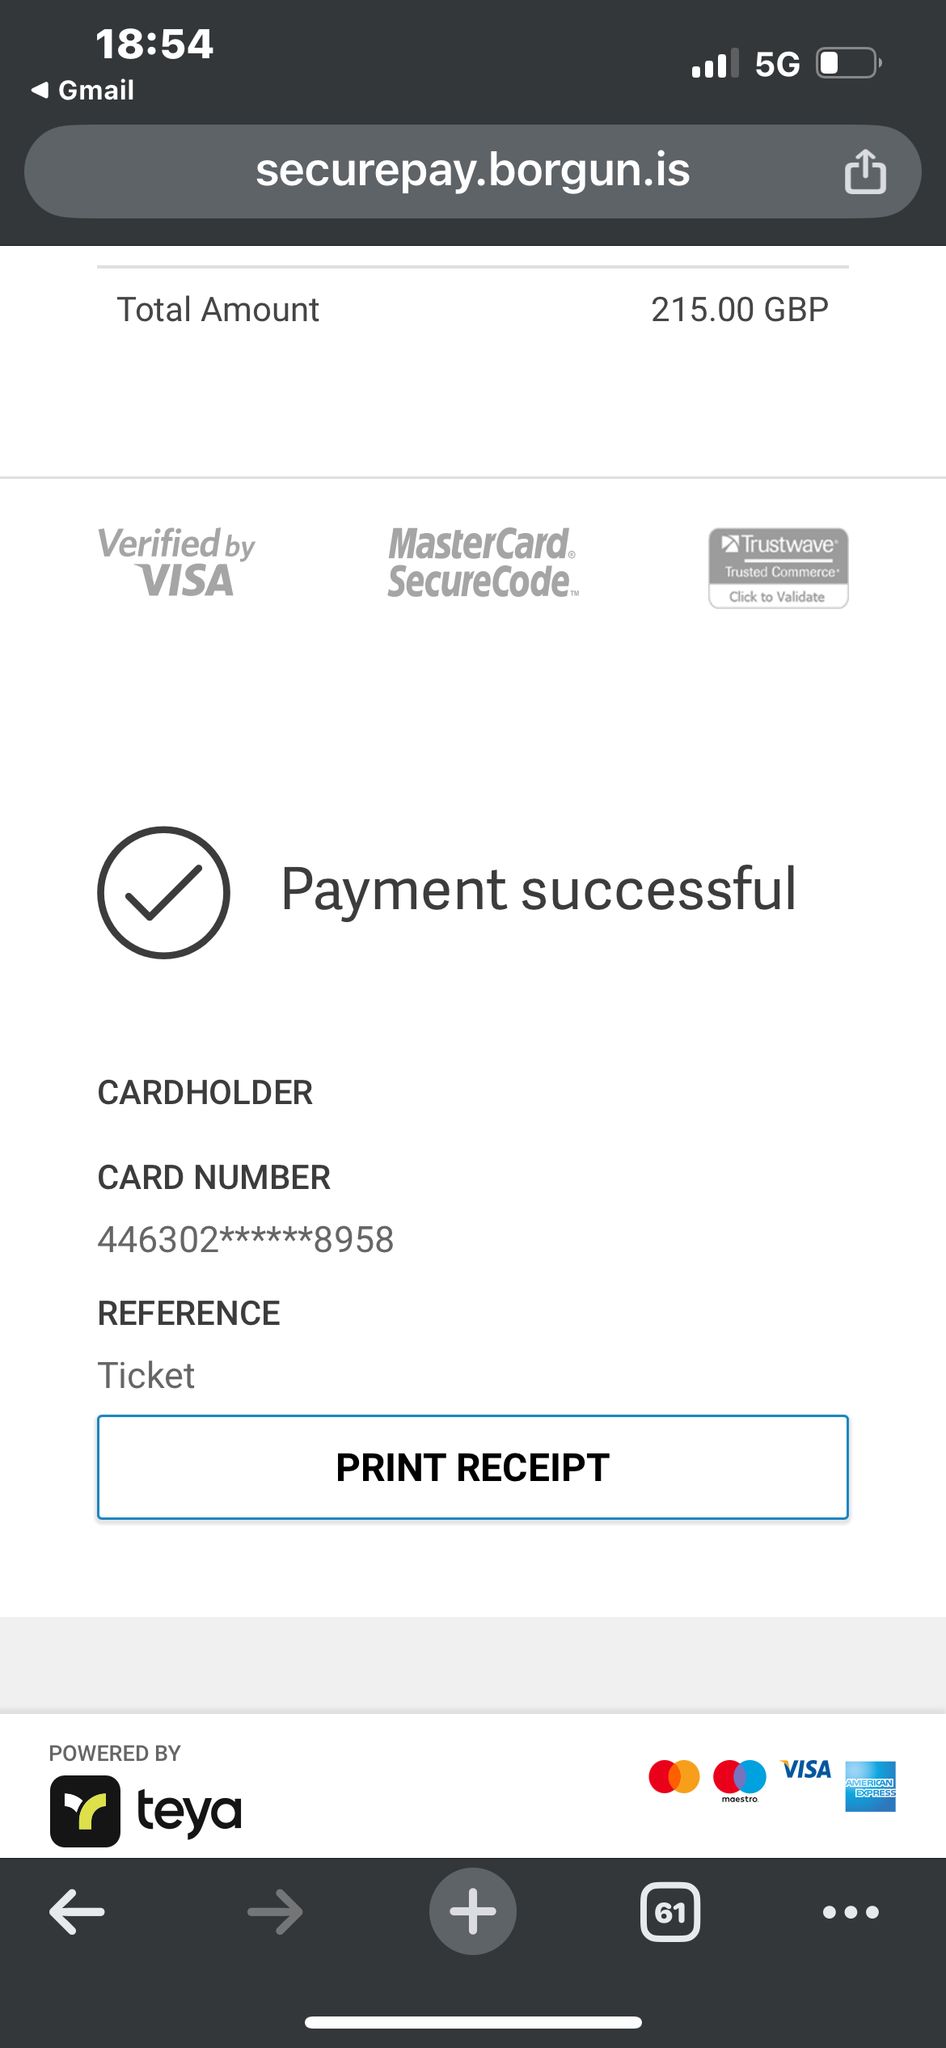 18:54
5G
Gmail
securepay.borgun.is
Total Amount 215.00 GBP
Verified by
VISA
MasterCard®
SecureCode™
Trustwave®
Trusted Commerce®
Click to Validate
Payment successful
CARDHOLDER
CARD NUMBER
446302******8958
REFERENCE
Ticket
PRINT RECEIPT
POWERED BY
teya
maestro
VISA
AMERICAN
EXPRESS
61